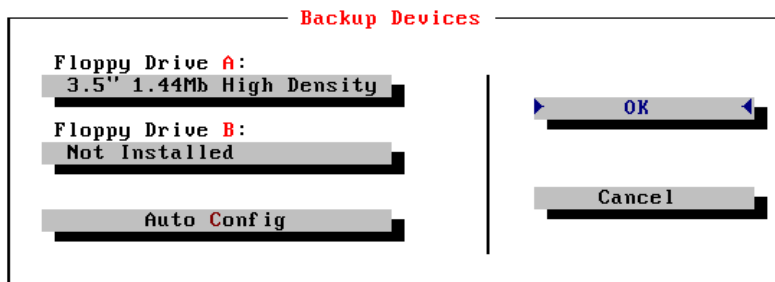 Backup Devices
Floppy Drive A:
3.5" 1.44Mb High Density
Floppy Drive B:
Not Installed
Auto Config
OK
Cancel